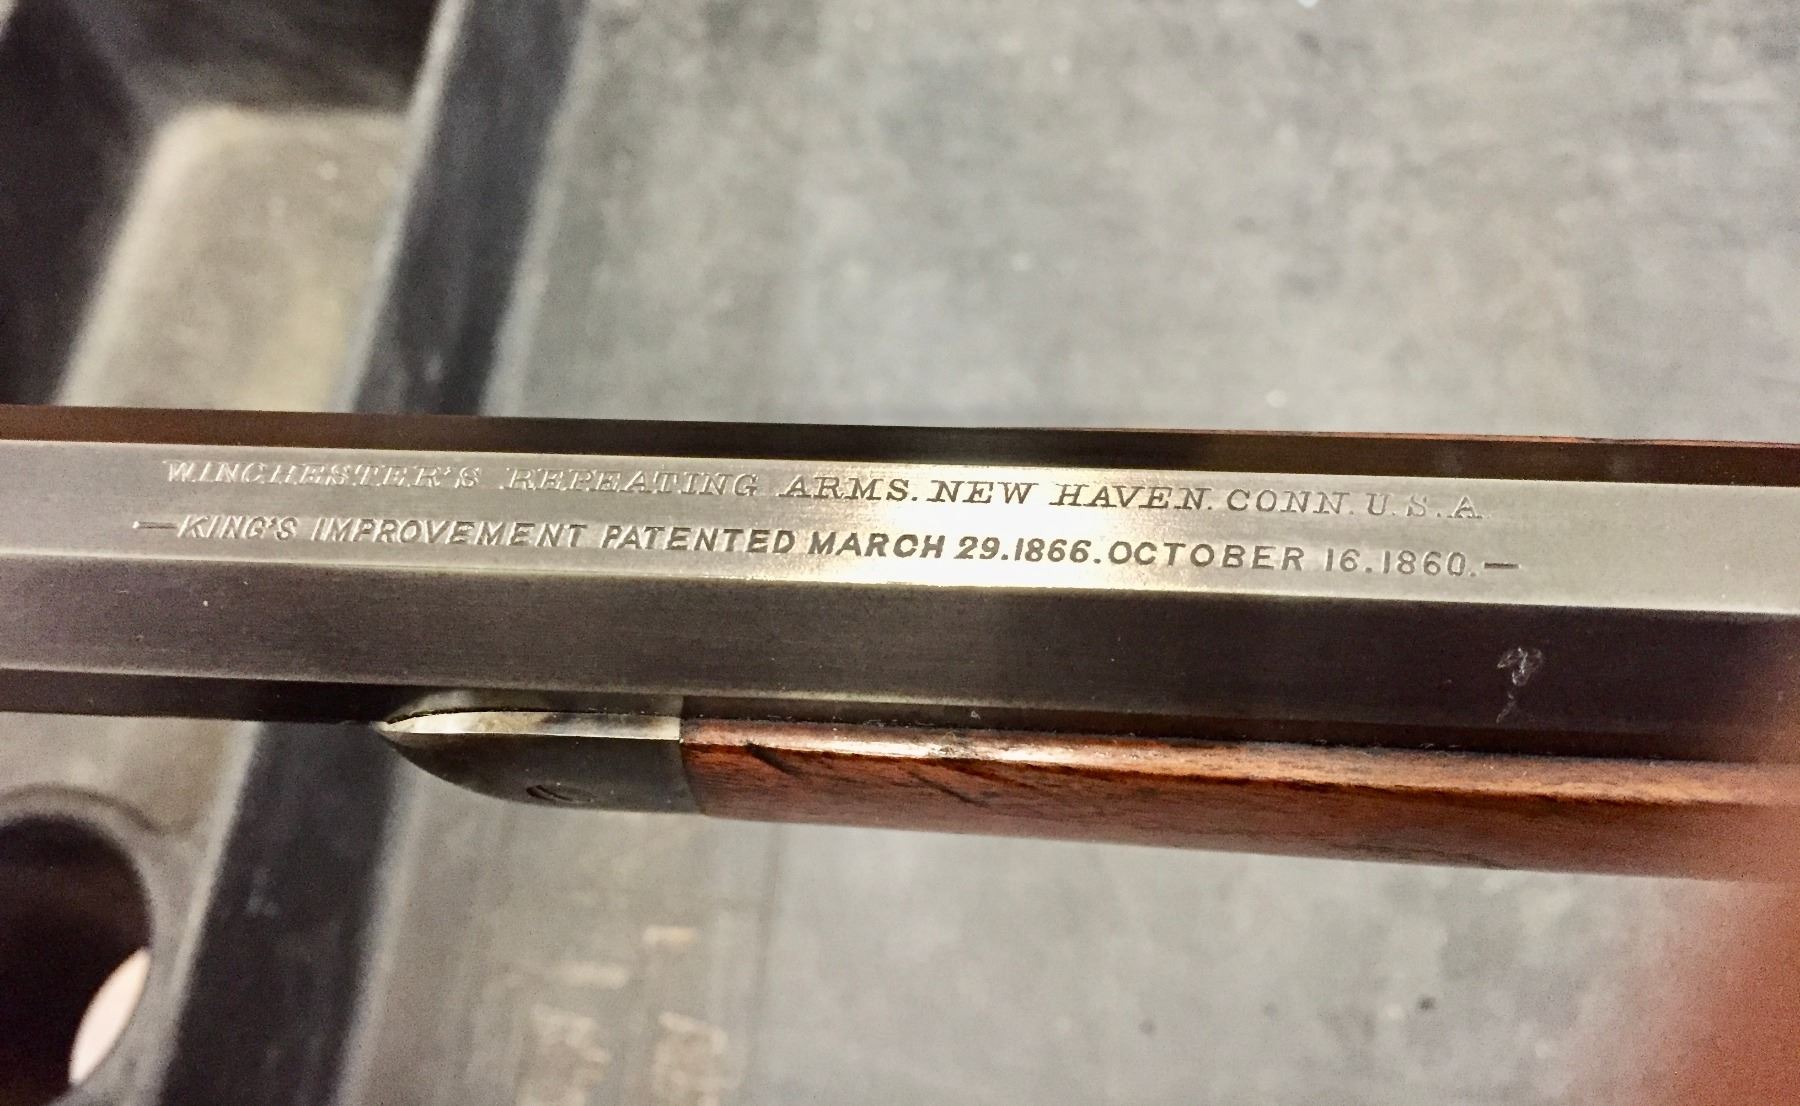 WINCHESTER'S REPEATING ARMS. NEW HAVEN. CONN. U.S.A.
—KING'S IMPROVEMENT PATENTED MARCH 29.1866. OCTOBER 16.1860.—